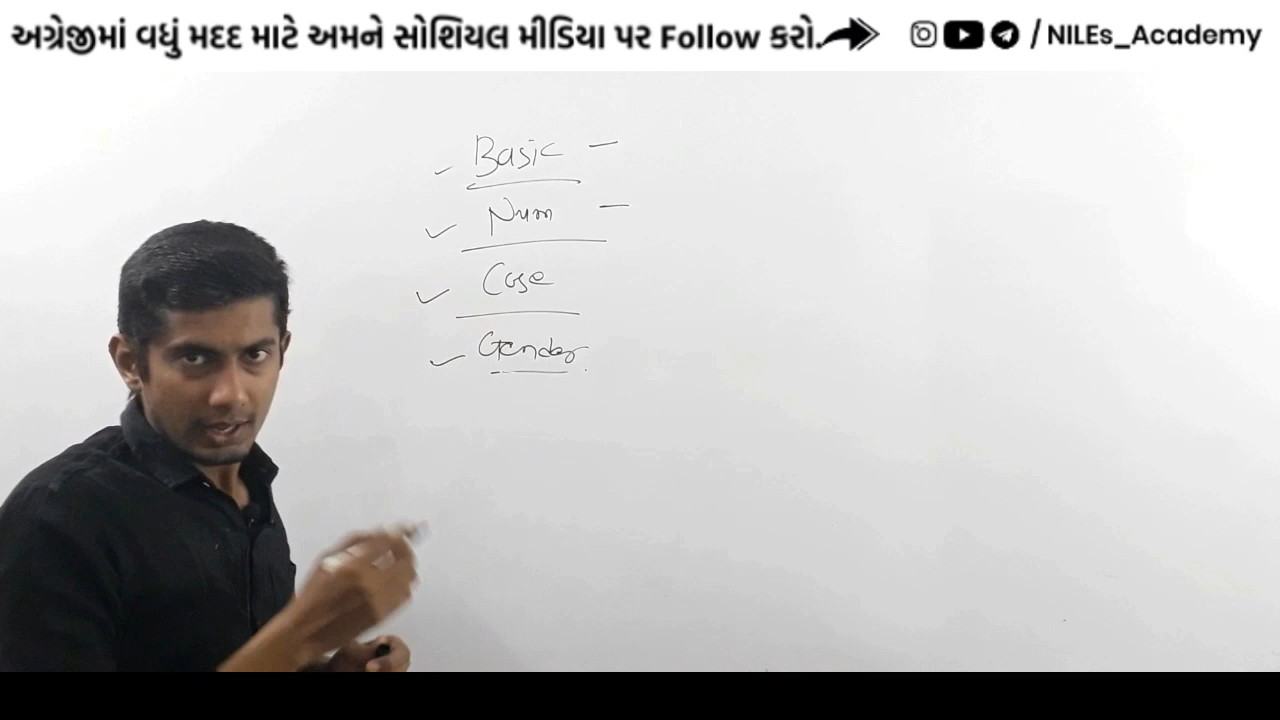 અગ્રેજીમાં વધું મદદ માટે અમને સોશિયલ મીડિયા પર Follow કરો. / NILEs_Academy
Basic -
Num -
Case
Gender